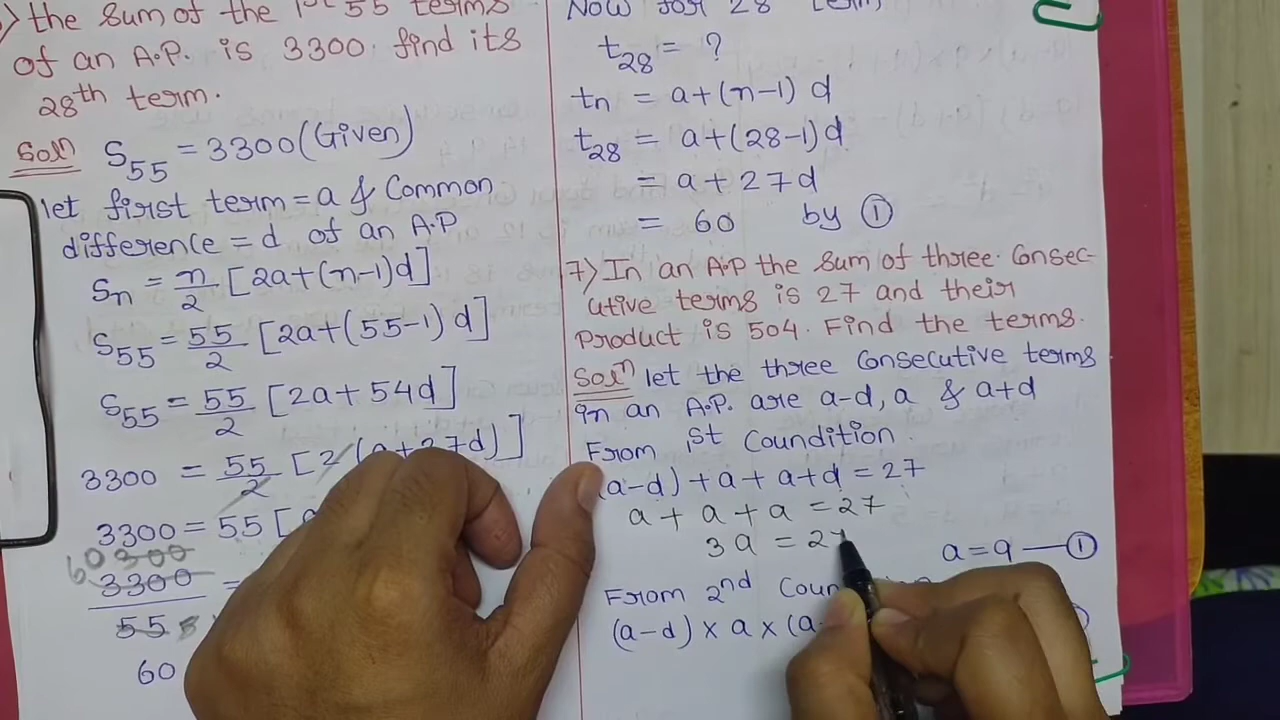 the sum of the 1st 55 terms
of an A.P. is 3300. find its
28th term.
Solⁿ S55 = 3300 (Given)
let first term = a & Common
difference = d of an A.P
Sn = n/2 [2a+(n-1)d]
S55 = 55/2 [2a+(55-1)d]
S55 = 55/2 [2a+54d]
3300 = 55/2 [2(a+27d)]
3300 = 55 [
60 300
3300 =
55 5
60
Now for 28 term
t28 = ?
tn = a+(n-1)d
t28 = a+(28-1)d
= a+27d
= 60 by ①
7) In an A.P the sum of three Consec-
utive terms is 27 and their
Product is 504. Find the terms.
Solⁿ let the three Consecutive terms
in an A.P. are a-d, a & a+d
From 1st Coundition.
(a-d)+a+a+d = 27
a+a+a = 27
3a = 27
a=9 — ①
From 2nd
(a-d)×a×(a